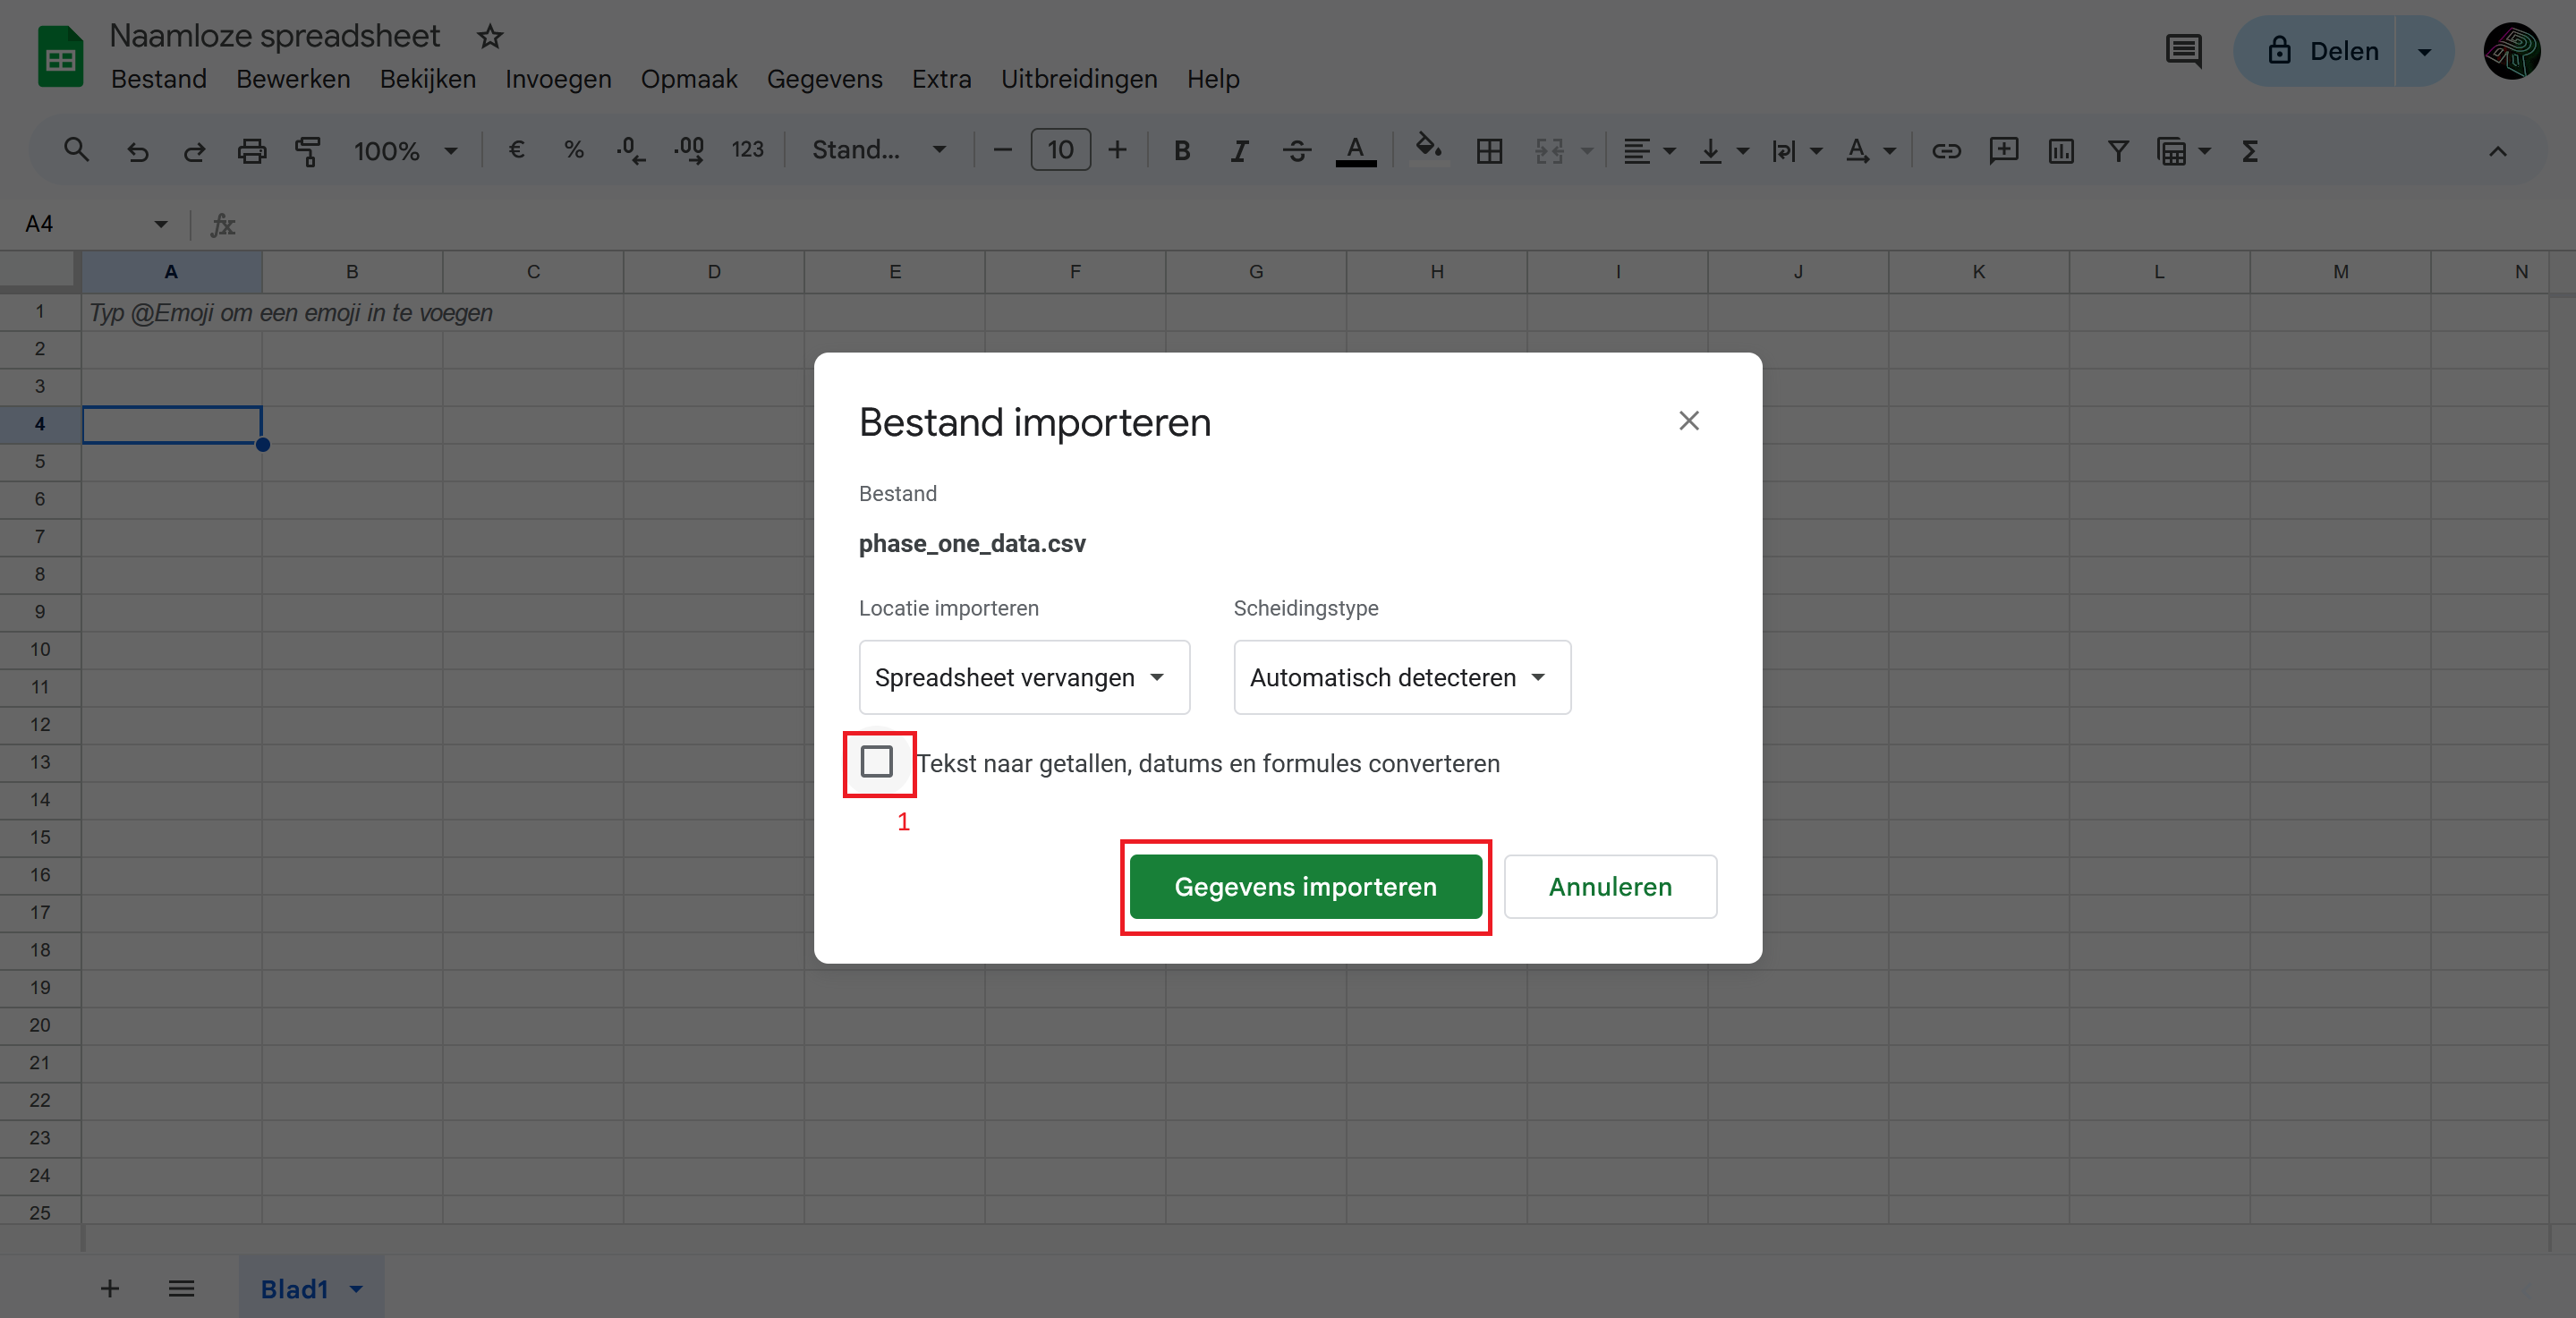 Naamloze spreadsheet
Bestand Bewerken Bekijken Invoegen Opmaak Gegevens Extra Uitbreidingen Help
Delen
100% € % .0 .00 123 Stand... 10 B I A A Σ
A4 fx
A B C D E F G H I J K L M N
1 Typ @Emoji om een emoji in te voegen
2
3
4
5
6
7
8
9
10
11
12
13
14
15
16
17
18
19
20
21
22
23
24
25
Bestand importeren
Bestand
phase_one_data.csv
Locatie importeren Scheidingstype
Spreadsheet vervangen Automatisch detecteren
Tekst naar getallen, datums en formules converteren
1
Gegevens importeren Annuleren
Blad1